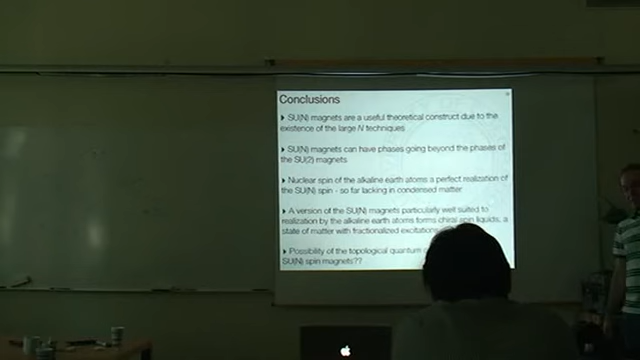 Conclusions
SU(N) magnets are a useful theoretical construct due to the
existence of the large N techniques
SU(N) magnets can have phases going beyond the phases of
the SU(2) magnets
Nuclear spin of the alkaline earth atoms a perfect realization of
the SU(N) spin - so far lacking in condensed matter
A version of the SU(N) magnets particularly well suited to
realization by the alkaline earth atoms forms chiral spin liquids, a
state of matter with fractionalized excitations
Possibility of the topological quantum
SU(N) spin magnets??